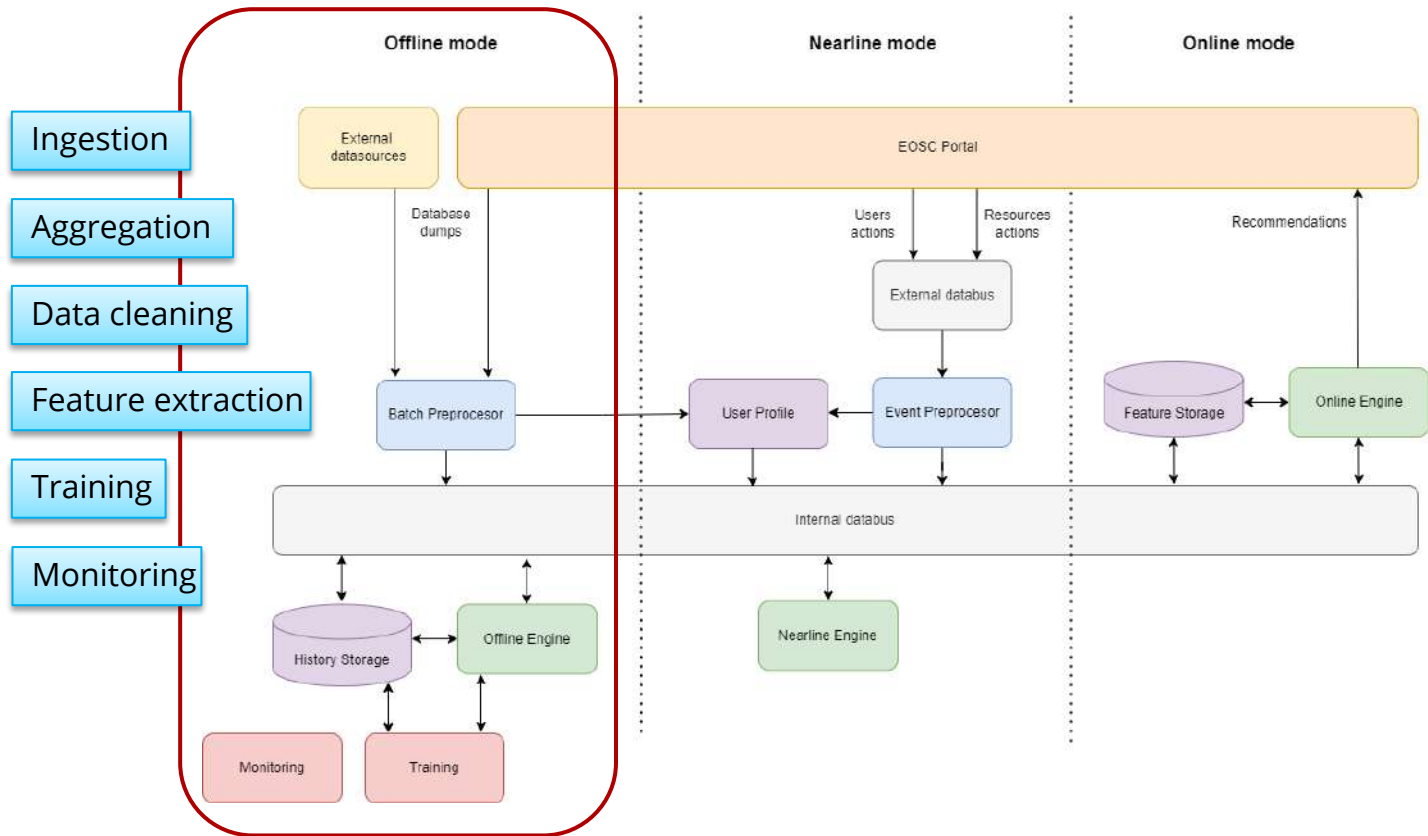 Offline mode
Nearline mode
Online mode
Ingestion
Aggregation
Data cleaning
Feature extraction
Training
Monitoring
External
datasources
EOSC Portal
Database
dumps
Users
actions
Resources
actions
Recommendations
External databus
Batch Preprocesor
User Profile
Event Preprocesor
Feature Storage
Online Engine
Internal databus
History Storage
Offline Engine
Nearline Engine
Monitoring
Training